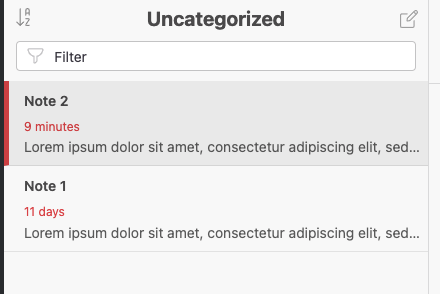 A
Z
Uncategorized
Filter
Note 2
9 minutes
Lorem ipsum dolor sit amet, consectetur adipiscing elit, sed...
Note 1
11 days
Lorem ipsum dolor sit amet, consectetur adipiscing elit, sed...